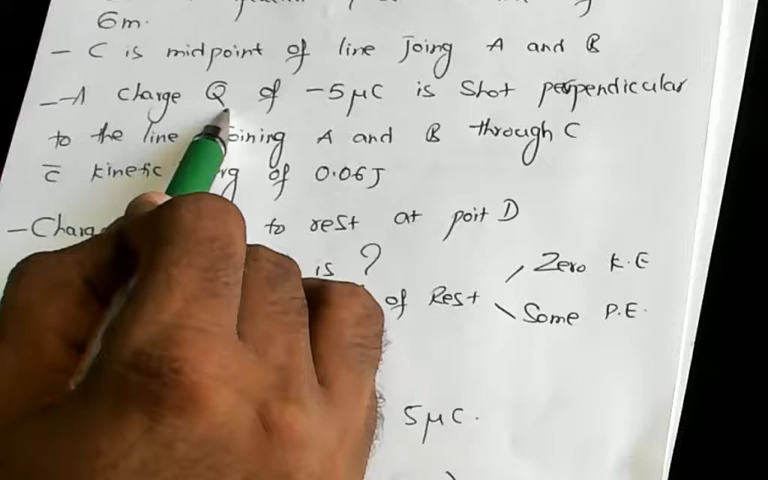 6m.
- C is midpoint of line Joing A and B
- A charge Q of -5μC is shot perpendicular
to the line joining A and B through C
c̄ kinetic of 0.06J
- Charg to rest at poit D
is ?
of Rest Zero K.E
Some P.E.
5μC.